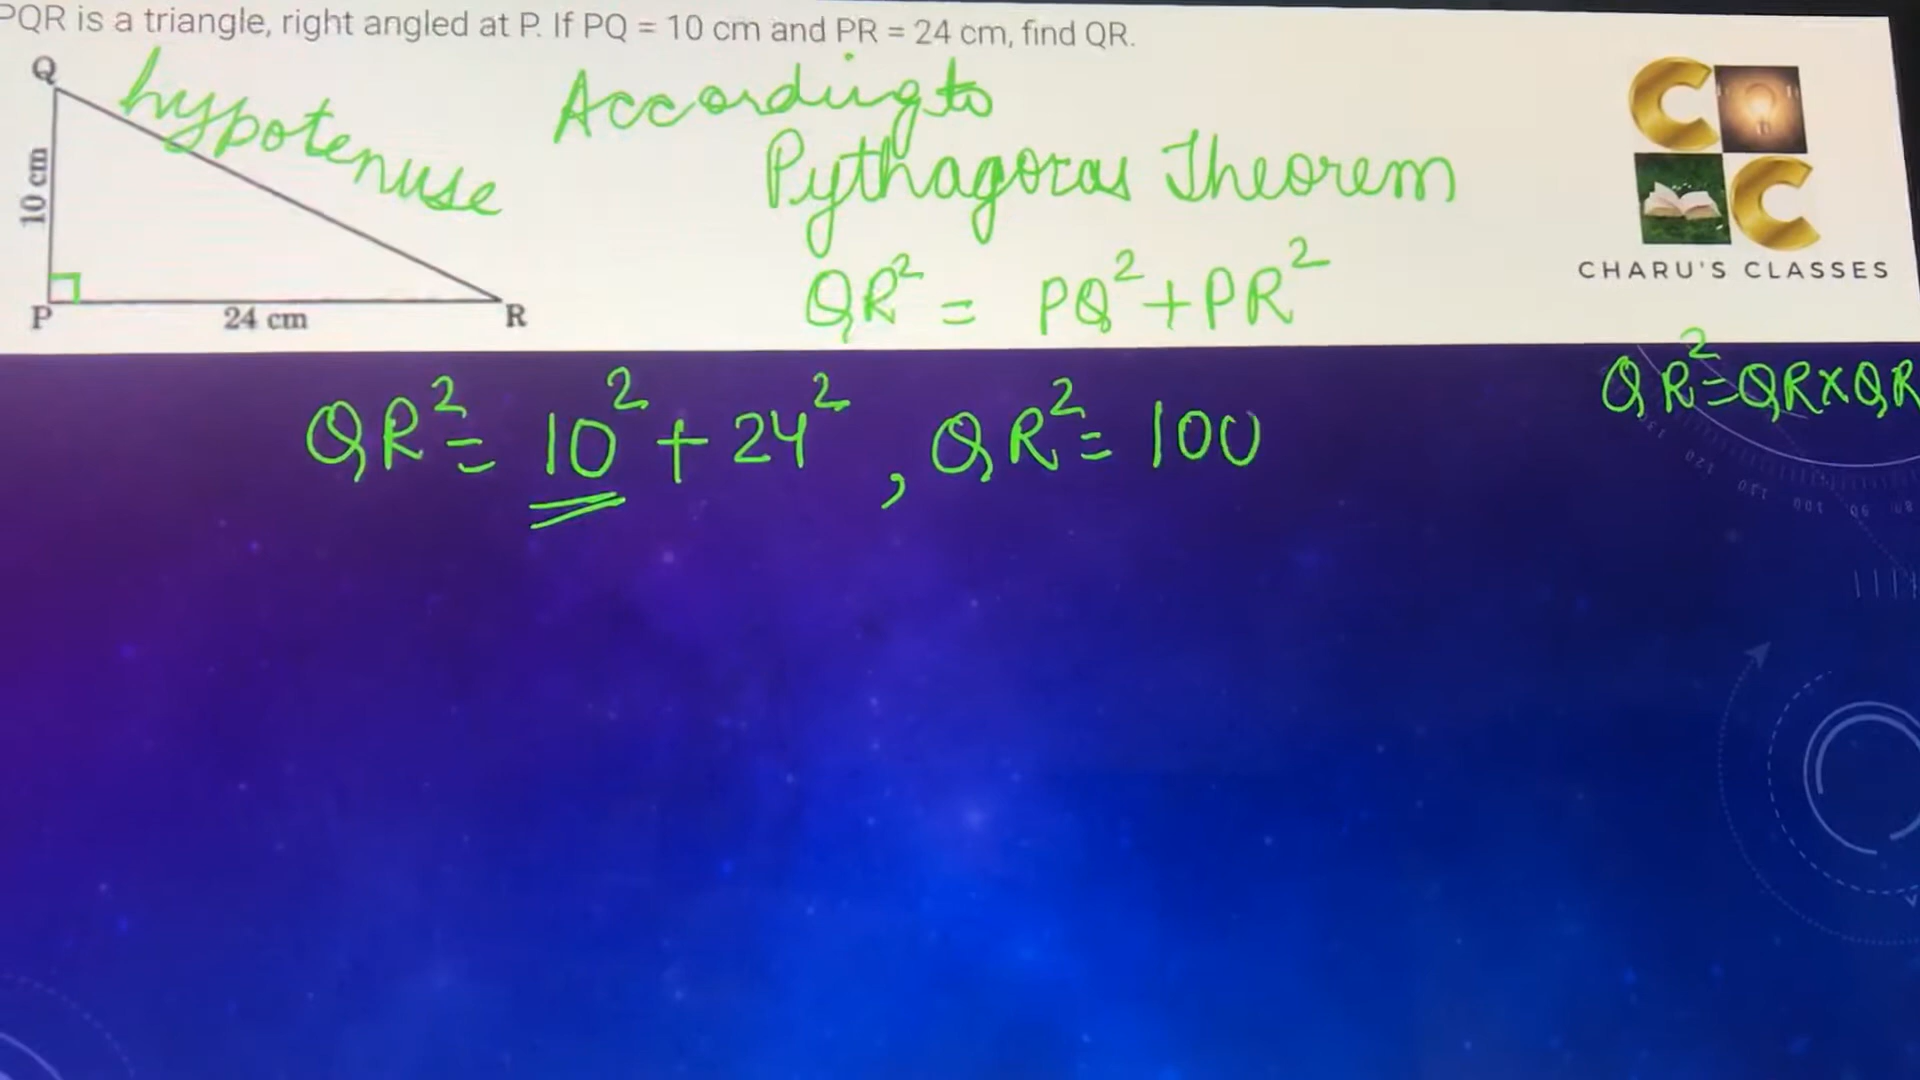 PQR is a triangle, right angled at P. If PQ = 10 cm and PR = 24 cm, find QR.
Q
hypotenuse
10 cm
P
24 cm
R
According to
Pythagoras Theorem
QR² = PQ² + PR²
CHARU'S CLASSES
QR² = QR × QR
QR² = 10² + 24² , QR² = 100